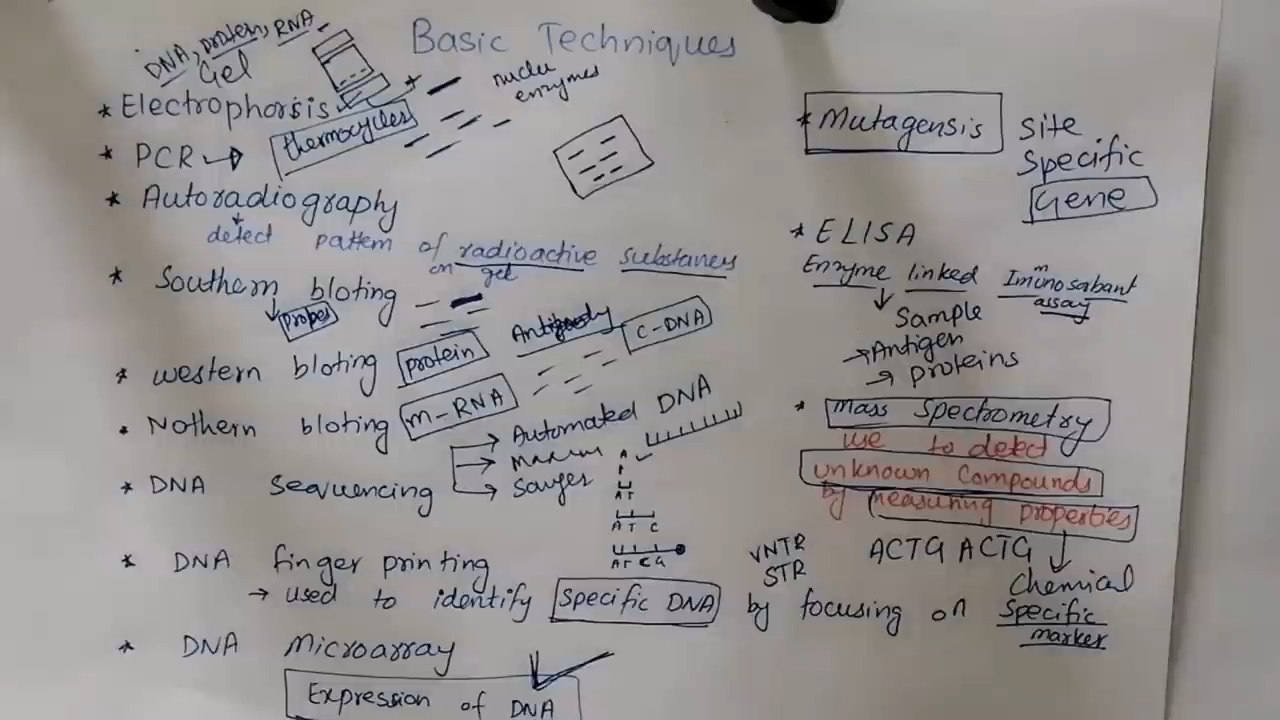 Basic Techniques
DNA, protein, RNA
Gel
* Electrophorsis
nucleu enzymes
* PCR → thermocycles
* Autoradiography
detect pattern of radioactive substances
on gel
* Southern bloting
Probes
* western bloting protein
C-DNA
* Nothern bloting m-RNA
* DNA sequencing
→ Automated DNA
→ Maxum
→ Sanger
A
A T
A T C
A T C G
* DNA finger printing
VNTR
STR
ACTG ACTG
→ used to identify Specific DNA by focusing on Specific marker
* DNA Microarray
Expression of DNA
* Mutagensis
Site
Specific
Gene
* ELISA
Enzyme linked Immunosabant
assay
Sample
→ Antigen
→ proteins
* Mass Spectrometry
use to detect
unknown Compounds
by measuring properties
Chemical